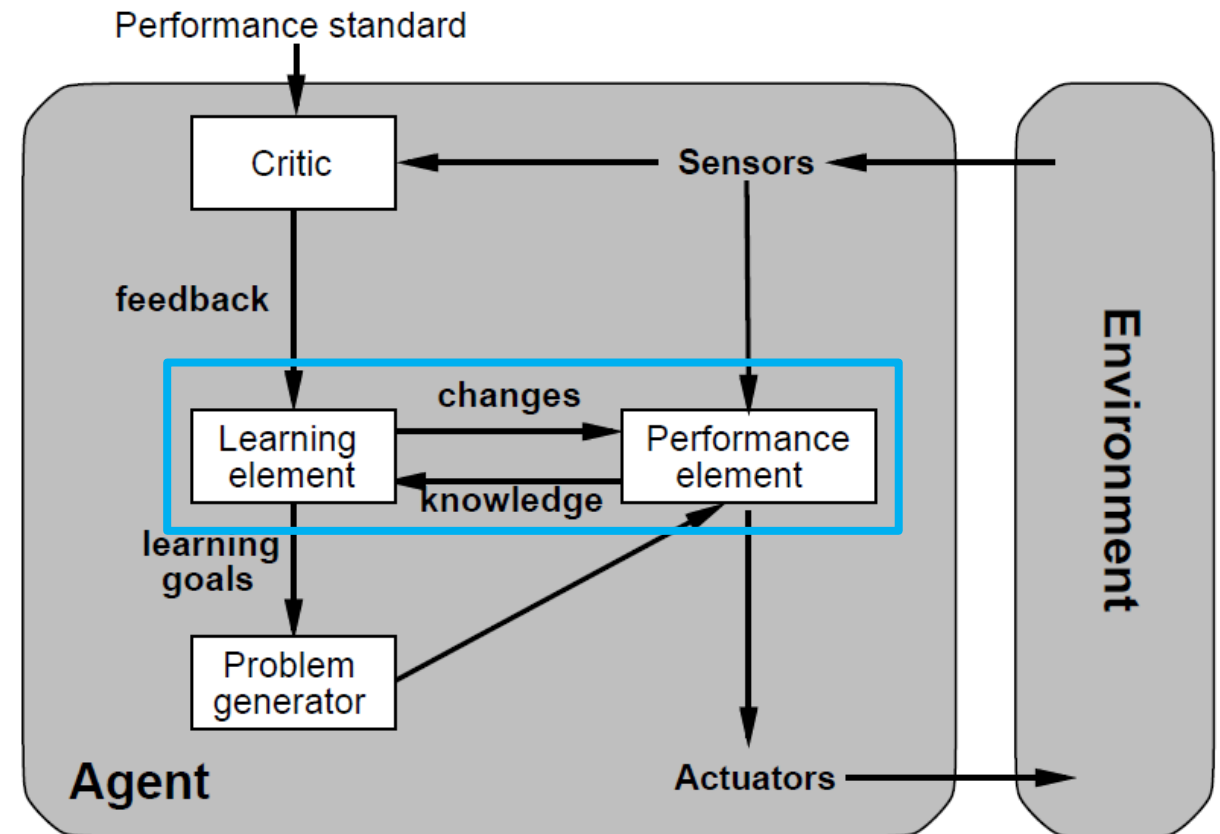 Performance standard
Critic
Sensors
feedback
changes
Learning
element
Performance
element
knowledge
learning
goals
Problem
generator
Agent
Actuators
Environment